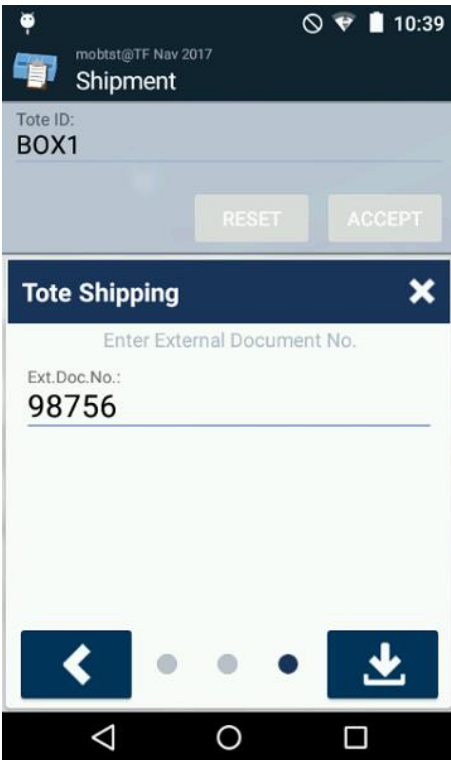 10:39
mobtst@TF Nav 2017
Shipment
Tote ID:
BOX1
RESET ACCEPT
Tote Shipping
Enter External Document No.
Ext.Doc.No.:
98756